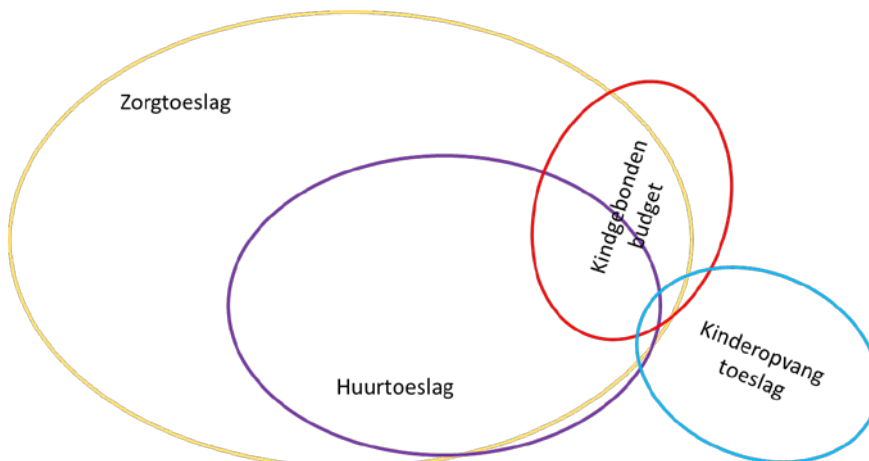 Zorgtoeslag
Kindgebonden
budget
Kinderopvang
toeslag
Huurtoeslag